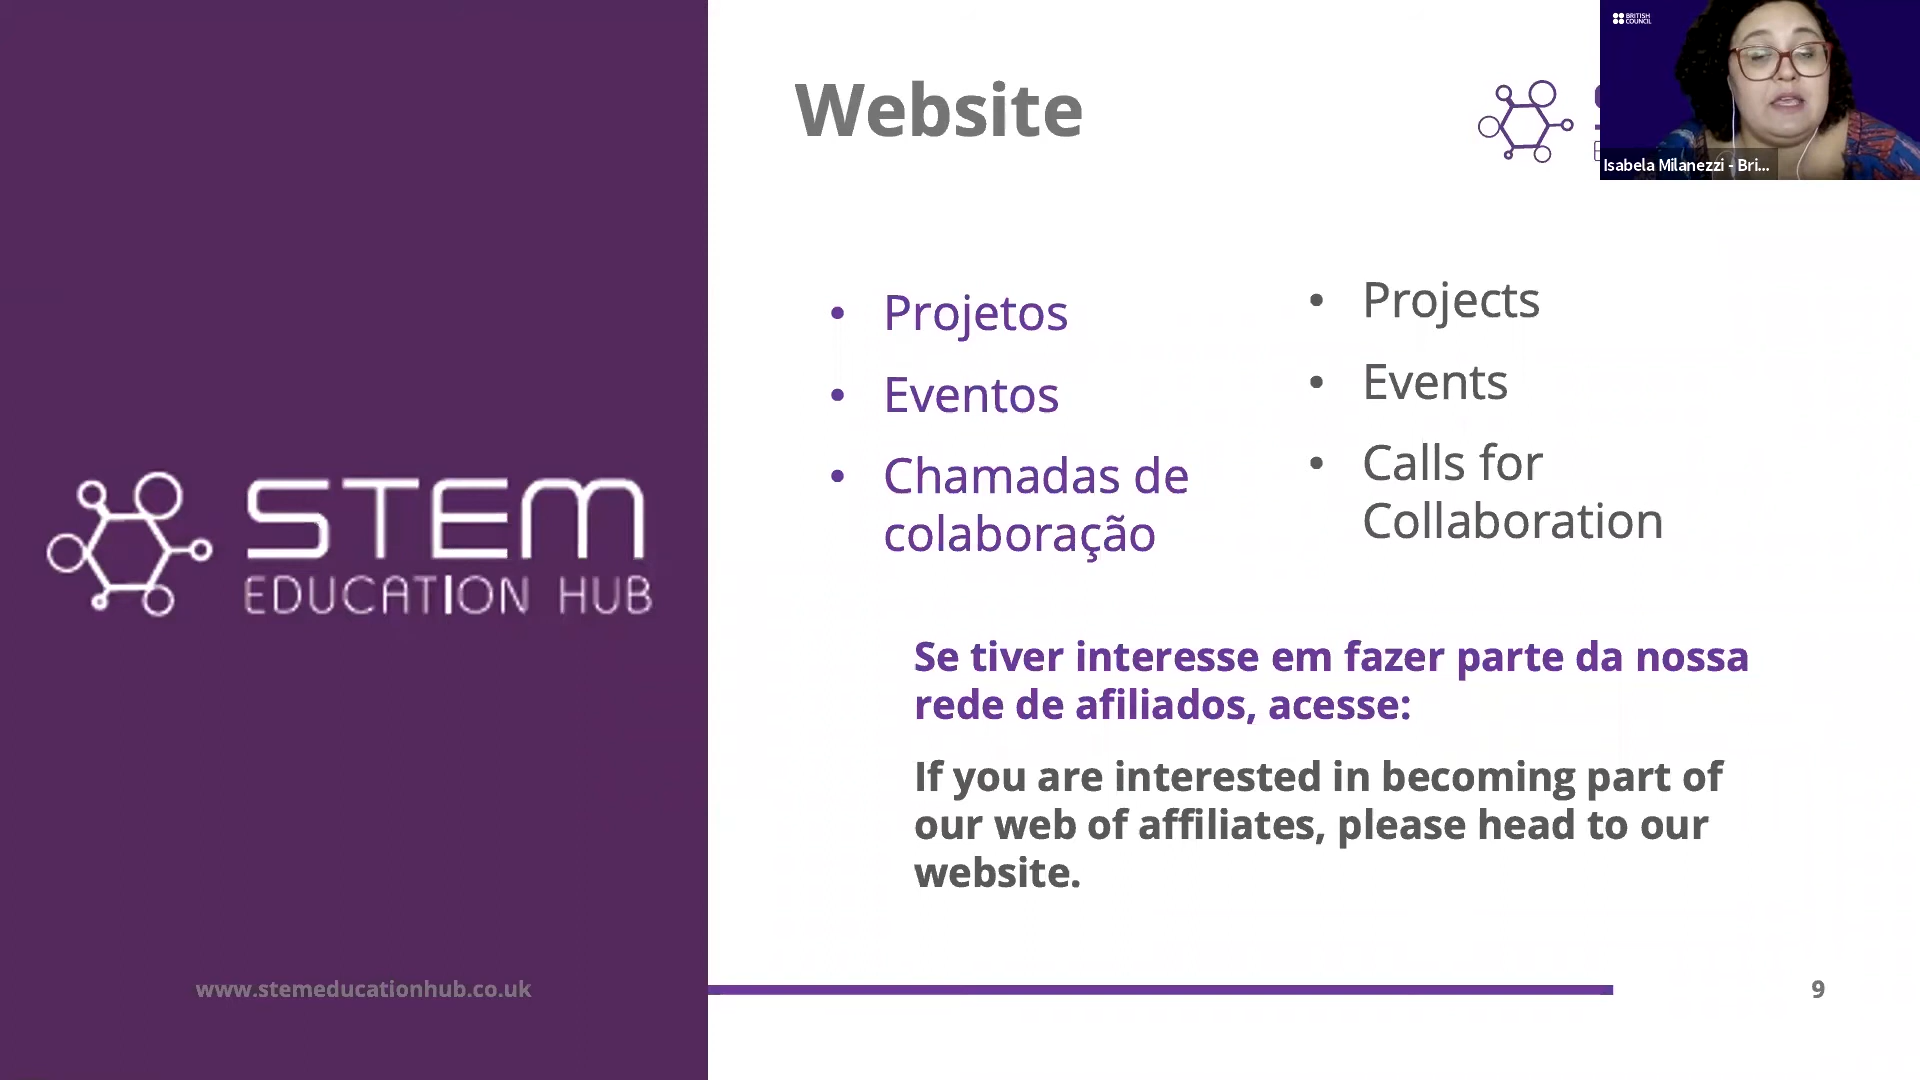 Website
BRITISH
COUNCIL
Isabela Milanezzi - Bri...
• Projetos
• Eventos
• Chamadas de
colaboração
• Projects
• Events
• Calls for
Collaboration
STEM
EDUCATION HUB
Se tiver interesse em fazer parte da nossa
rede de afiliados, acesse:
If you are interested in becoming part of
our web of affiliates, please head to our
website.
www.stemeducationhub.co.uk
9